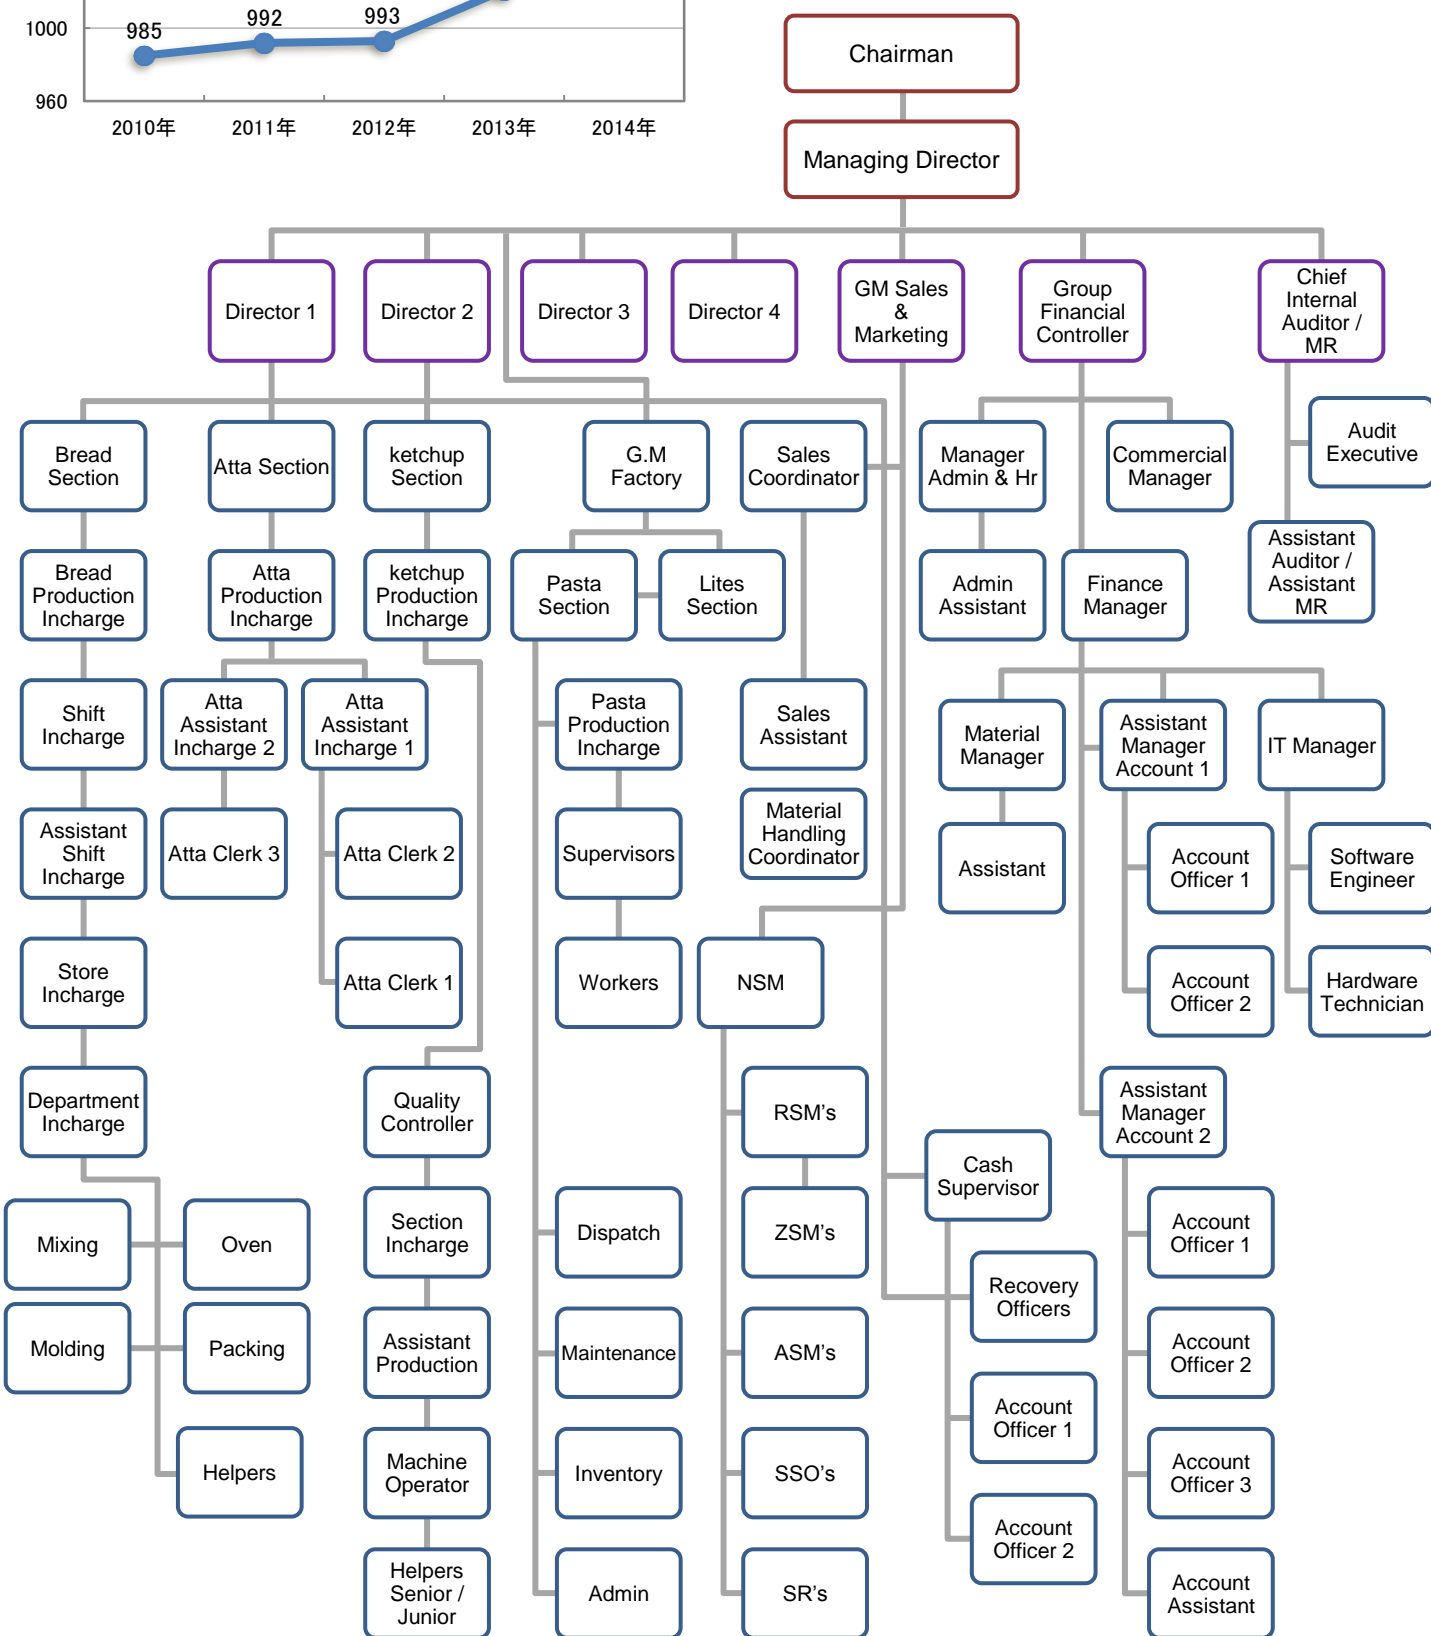 985
992
993
1000
960
2010年
2011年
2012年
2013年
2014年
Chairman
Managing Director
Director 1
Director 2
Director 3
Director 4
GM Sales
&
Marketing
Group
Financial
Controller
Chief
Internal
Auditor /
MR
Bread
Section
Atta Section
ketchup
Section
G.M
Factory
Sales
Coordinator
Manager
Admin & Hr
Commercial
Manager
Audit
Executive
Bread
Production
Incharge
Atta
Production
Incharge
ketchup
Production
Incharge
Pasta
Section
Lites
Section
Admin
Assistant
Finance
Manager
Assistant
Auditor /
Assistant
MR
Shift
Incharge
Atta
Assistant
Incharge 2
Atta
Assistant
Incharge 1
Pasta
Production
Incharge
Sales
Assistant
Material
Manager
Assistant
Manager
Account 1
IT Manager
Assistant
Shift
Incharge
Atta Clerk 3
Atta Clerk 2
Supervisors
Material
Handling
Coordinator
Assistant
Account
Officer 1
Software
Engineer
Store
Incharge
Atta Clerk 1
Workers
NSM
Account
Officer 2
Hardware
Technician
Department
Incharge
Quality
Controller
RSM's
Cash
Supervisor
Assistant
Manager
Account 2
Mixing
Oven
Section
Incharge
Dispatch
ZSM's
Recovery
Officers
Account
Officer 1
Molding
Packing
Assistant
Production
Maintenance
ASM's
Account
Officer 1
Account
Officer 2
Helpers
Machine
Operator
Inventory
SSO's
Account
Officer 2
Account
Officer 3
Helpers
Senior /
Junior
Admin
SR's
Account
Assistant